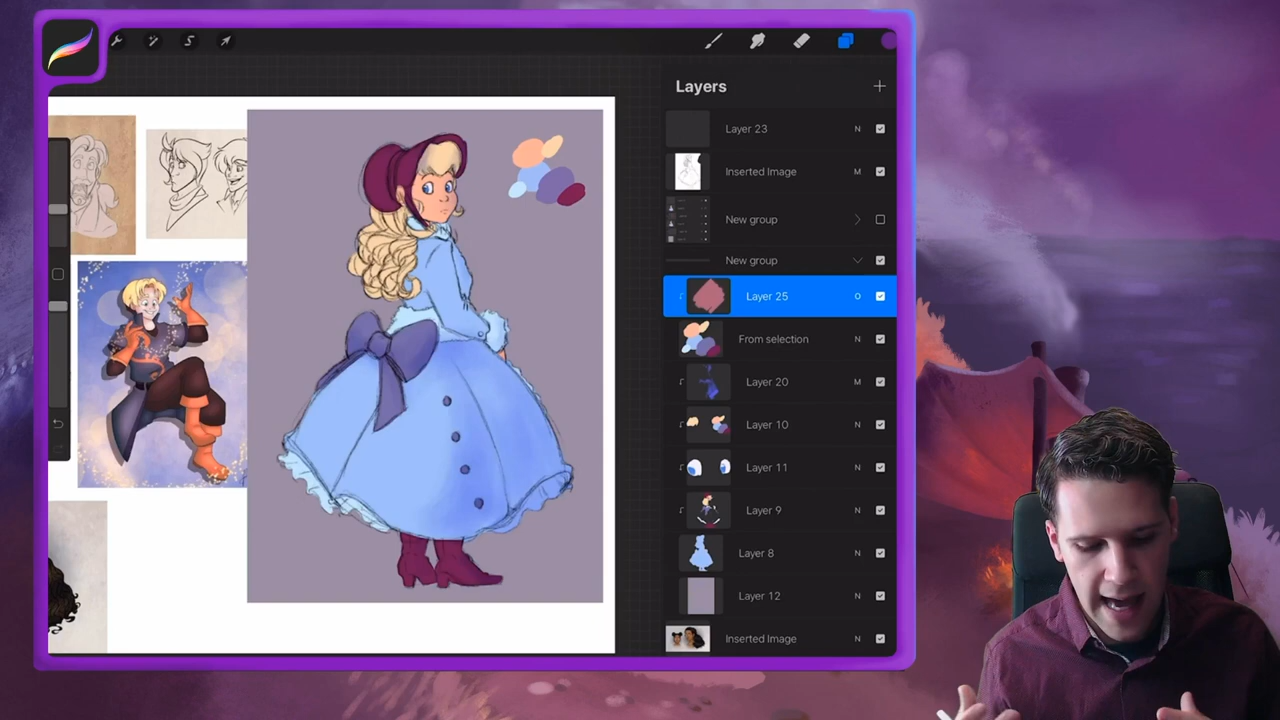 Layers
Layer 23 N
Inserted Image M
New group
New group
Layer 25 O
From selection N
Layer 20 M
Layer 10 N
Layer 11 N
Layer 9 N
Layer 8 N
Layer 12 N
Inserted Image N